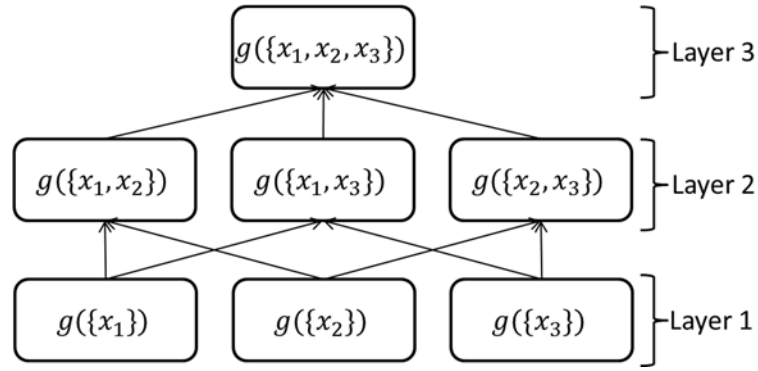 g({x₁, x₂, x₃}) Layer 3
g({x₁, x₂}) g({x₁, x₃}) g({x₂, x₃}) Layer 2
g({x₁}) g({x₂}) g({x₃}) Layer 1